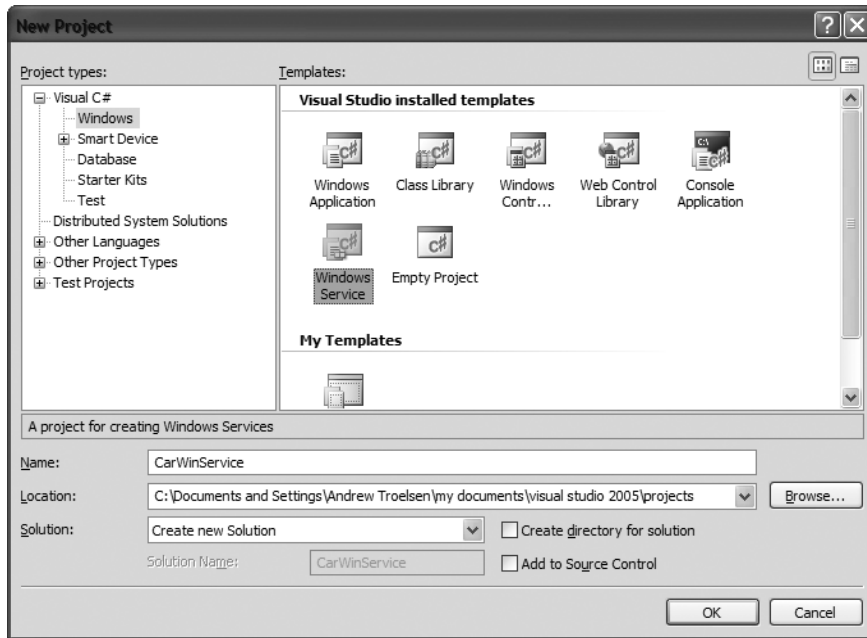 New Project
Project types:
Templates:
Visual C#
Windows
Smart Device
Database
Starter Kits
Test
Distributed System Solutions
Other Languages
Other Project Types
Test Projects
Visual Studio installed templates
Windows Application
Class Library
Windows Contr...
Web Control Library
Console Application
Windows Service
Empty Project
My Templates
A project for creating Windows Services
Name:
CarWinService
Location:
C:\Documents and Settings\Andrew Troelsen\my documents\visual studio 2005\projects
Browse...
Solution:
Create new Solution
Create directory for solution
Solution Name:
CarWinService
Add to Source Control
OK
Cancel